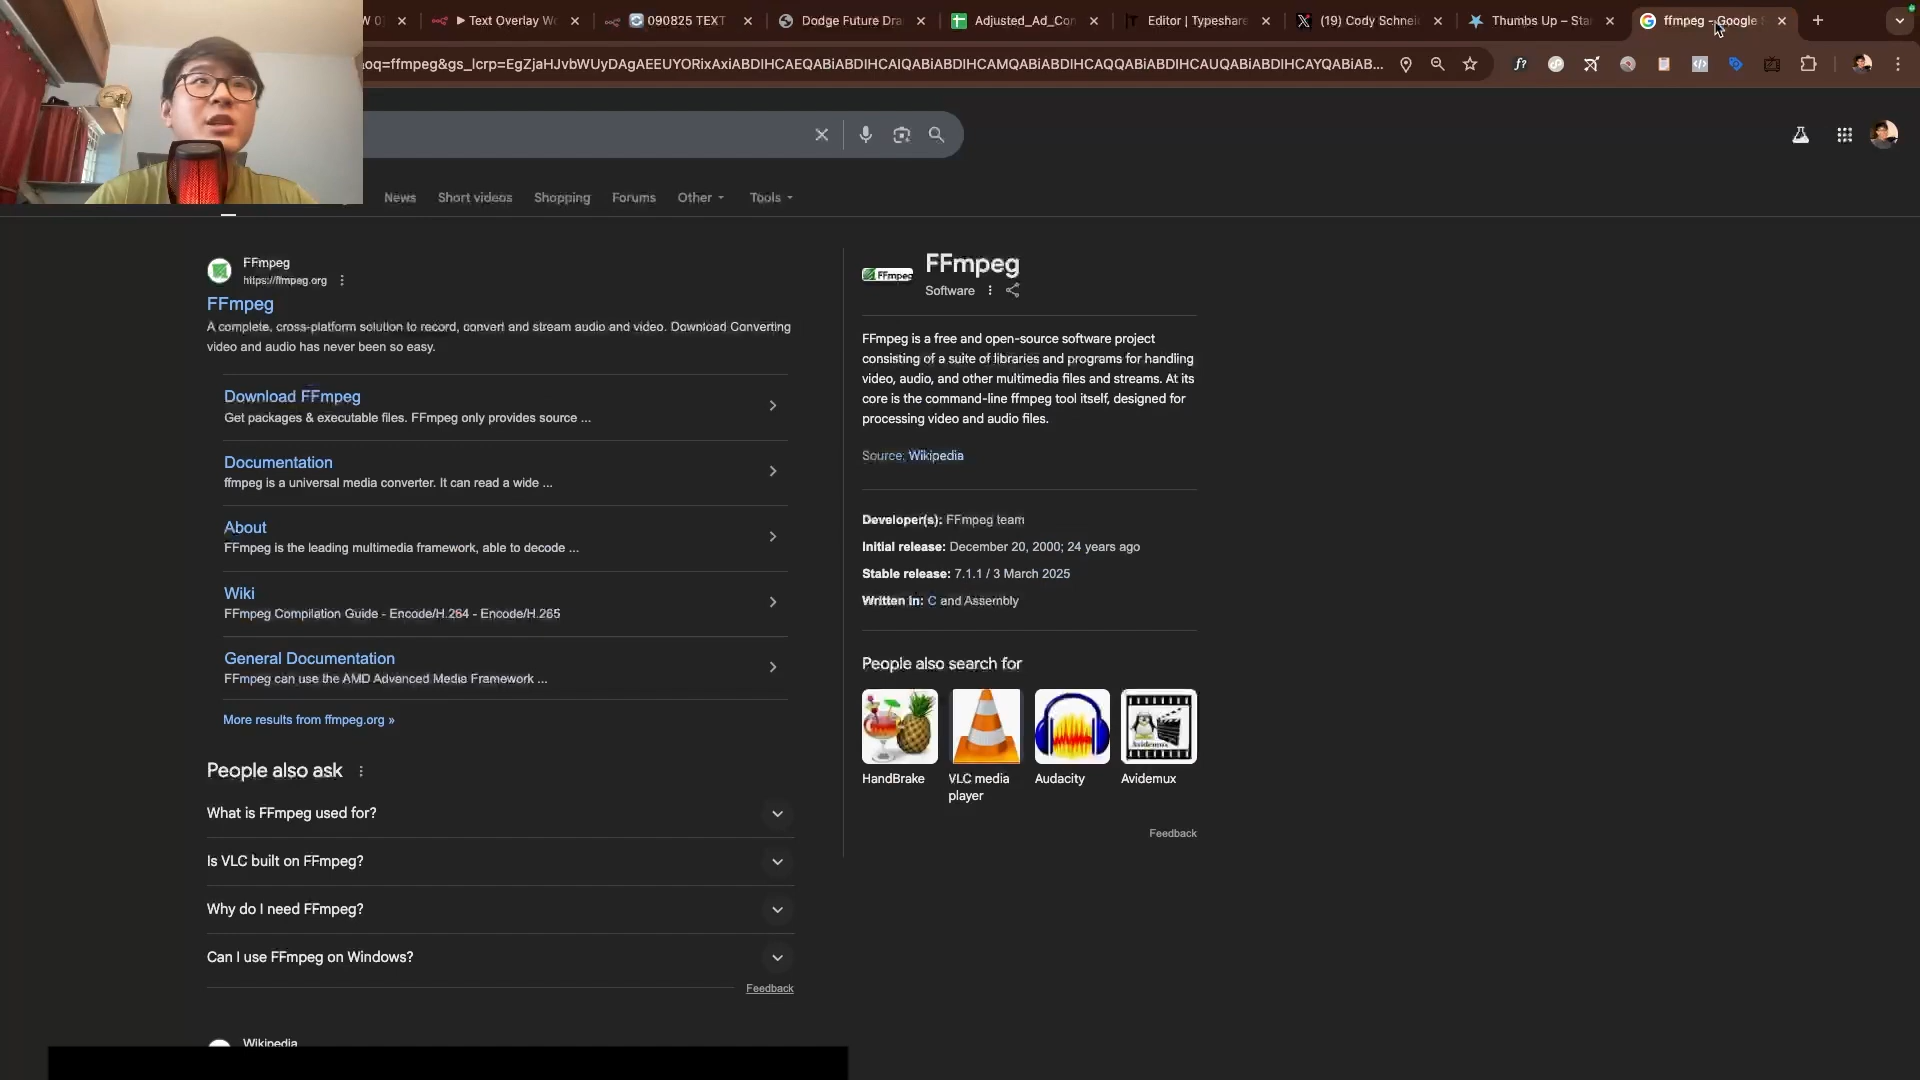 W 0)
Text Overlay Wo
090825 TEXT
Dodge Future Dra
Adjusted_Ad_Con
Editor | Typeshare
(19) Cody Schnei
Thumbs Up – Star
ffmpeg - Google S
oq=ffmpeg&gs_lcrp=EgZjaHJvbWUyDAgAEEUYORixAxiABDIHCAEQABiABDIHCAIQABiABDIHCAMQABiABDIHCAQQABiABDIHCAUQABiABDIHCAYQABiAB...
News
Short videos
Shopping
Forums
Other
Tools
FFmpeg
https://ffmpeg.org
FFmpeg
A complete, cross-platform solution to record, convert and stream audio and video. Download Converting
video and audio has never been so easy.
Download FFmpeg
Get packages & executable files. FFmpeg only provides source ...
Documentation
ffmpeg is a universal media converter. It can read a wide ...
About
FFmpeg is the leading multimedia framework, able to decode ...
Wiki
FFmpeg Compilation Guide - Encode/H.264 - Encode/H.265
General Documentation
FFmpeg can use the AMD Advanced Media Framework ...
More results from ffmpeg.org »
People also ask
What is FFmpeg used for?
Is VLC built on FFmpeg?
Why do I need FFmpeg?
Can I use FFmpeg on Windows?
Feedback
Wikipedia
FFmpeg
FFmpeg
Software
FFmpeg is a free and open-source software project
consisting of a suite of libraries and programs for handling
video, audio, and other multimedia files and streams. At its
core is the command-line ffmpeg tool itself, designed for
processing video and audio files.
Source: Wikipedia
Developer(s): FFmpeg team
Initial release: December 20, 2000; 24 years ago
Stable release: 7.1.1 / 3 March 2025
Written in: C and Assembly
People also search for
Avidemux
HandBrake
VLC media
player
Audacity
Avidemux
Feedback